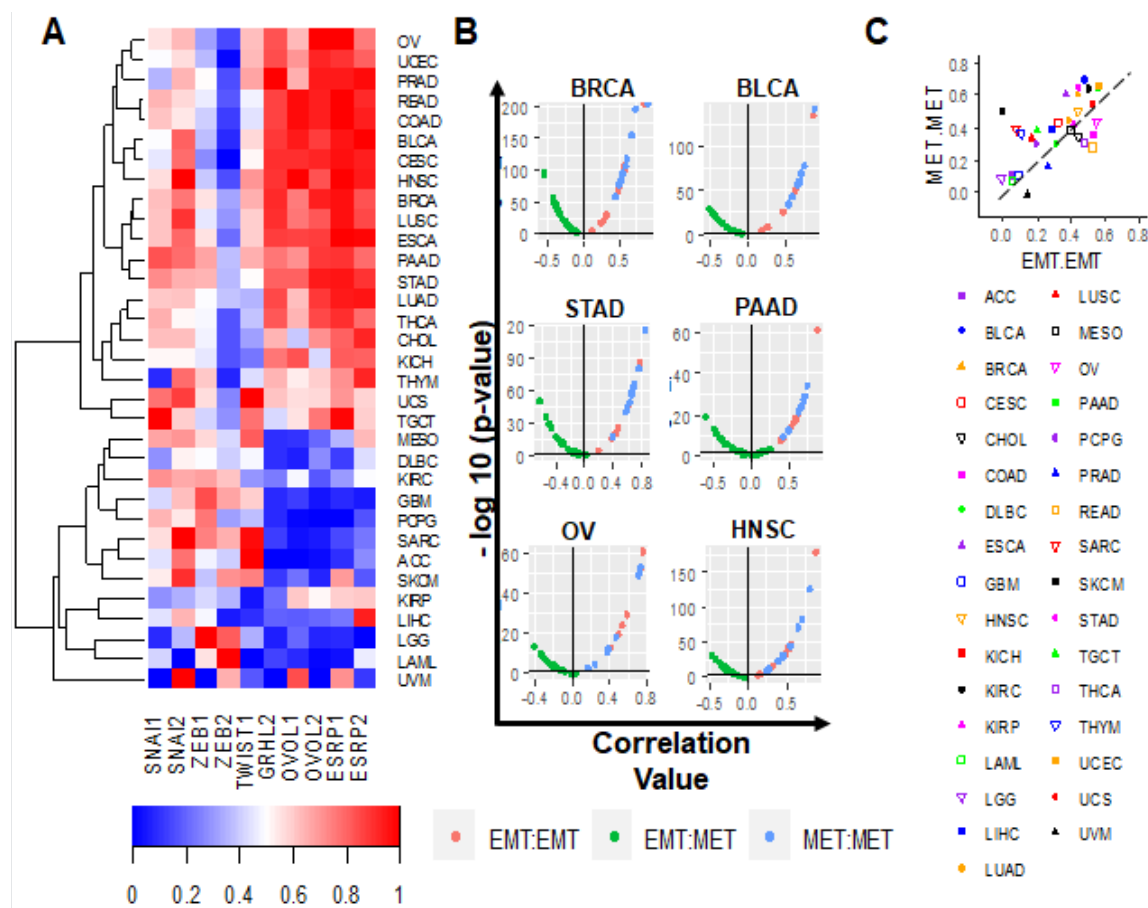 A
B
C
OV
UCEC
PRAD
READ
COAD
BLCA
CESC
HNSC
BRCA
LUSC
ESCA
PAAD
STAD
LUAD
THCA
CHOL
KICH
THYM
UCS
TGCT
MESO
DLBC
KIRC
GBM
PCPG
SARC
ACC
SKCM
KIRP
LIHC
LGG
LAML
UVM
SNAI1
SNAI2
ZEB1
ZEB2
TWIST1
GRHL2
OVOL1
OVOL2
ESRP1
ESRP2
0 0.2 0.4 0.6 0.8 1
- log 10 (p-value)
BRCA
200
150
100
50
0
-0.5 0.0 0.5
BLCA
100
50
0
-0.5 0.0 0.5
STAD
20
90
60
30
0
-0.4 0.0 0.4 0.8
PAAD
60
40
20
0
-0.5 0.0 0.5
OV
60
40
20
0
-0.4 0.0 0.4 0.8
HNSC
150
100
50
0
-0.5 0.0 0.5
Correlation
Value
EMT:EMT EMT:MET MET:MET
MET.MET
0.8
0.6
0.4
0.2
0.0
0.0 0.2 0.4 0.6 0.8
EMT.EMT
ACC LUSC
BLCA MESO
BRCA OV
CESC PAAD
CHOL PCPG
COAD PRAD
DLBC READ
ESCA SARC
GBM SKCM
HNSC STAD
KICH TGCT
KIRC THCA
KIRP THYM
LAML UCEC
LGG UCS
LIHC UVM
LUAD